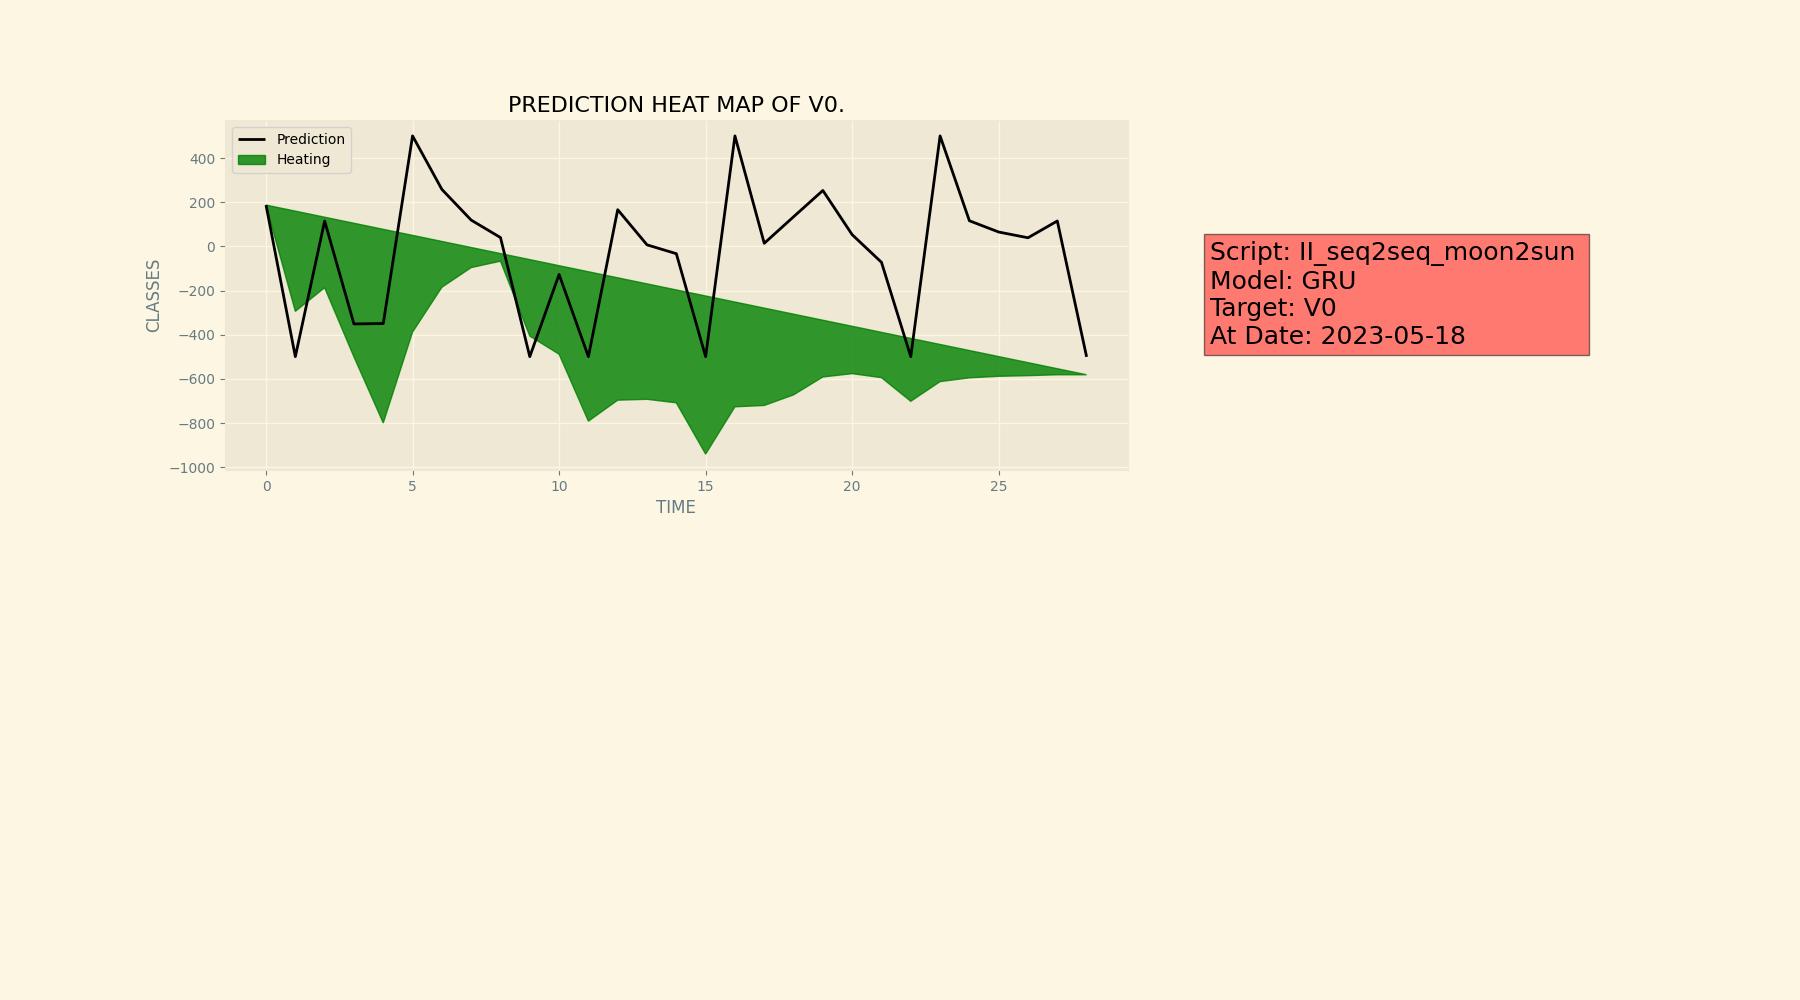 PREDICTION HEAT MAP OF V0.
Prediction
Heating
400
200
0
−200
−400
−600
−800
−1000
CLASSES
0 5 10 15 20 25
TIME
Script: II_seq2seq_moon2sun
Model: GRU
Target: V0
At Date: 2023-05-18